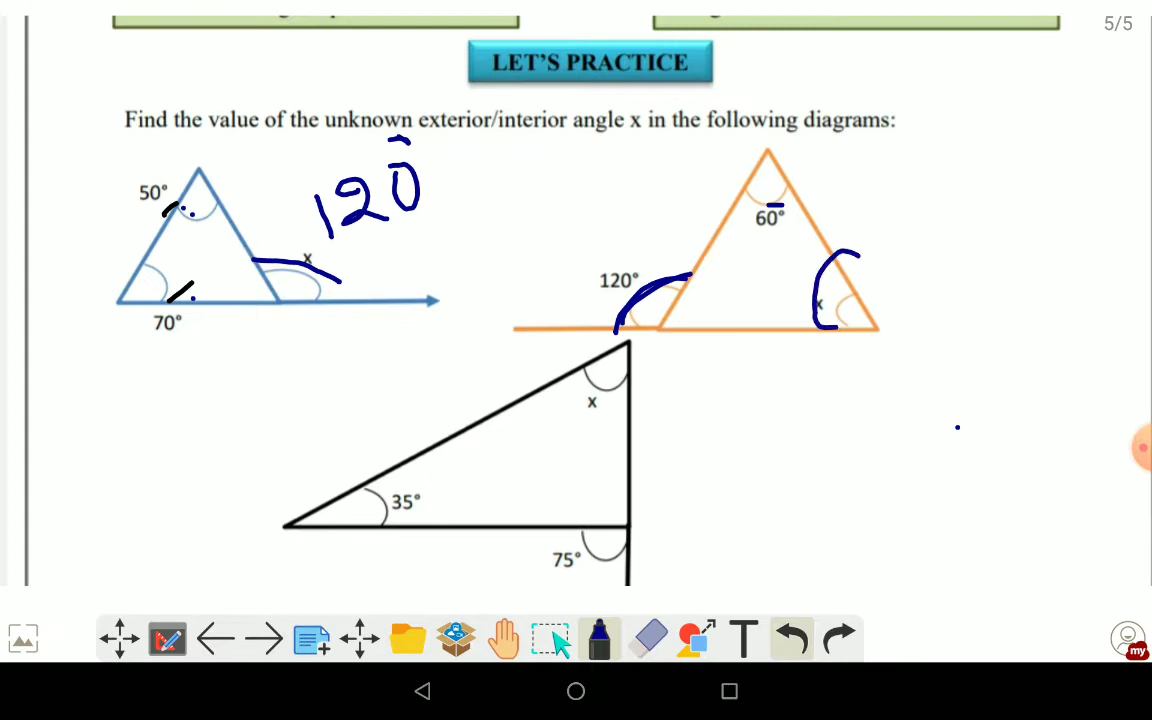 5/5
LET'S PRACTICE
Find the value of the unknown exterior/interior angle x in the following diagrams:
50°
120°
x
70°
60°
120°
x
x
35°
75°
T
my